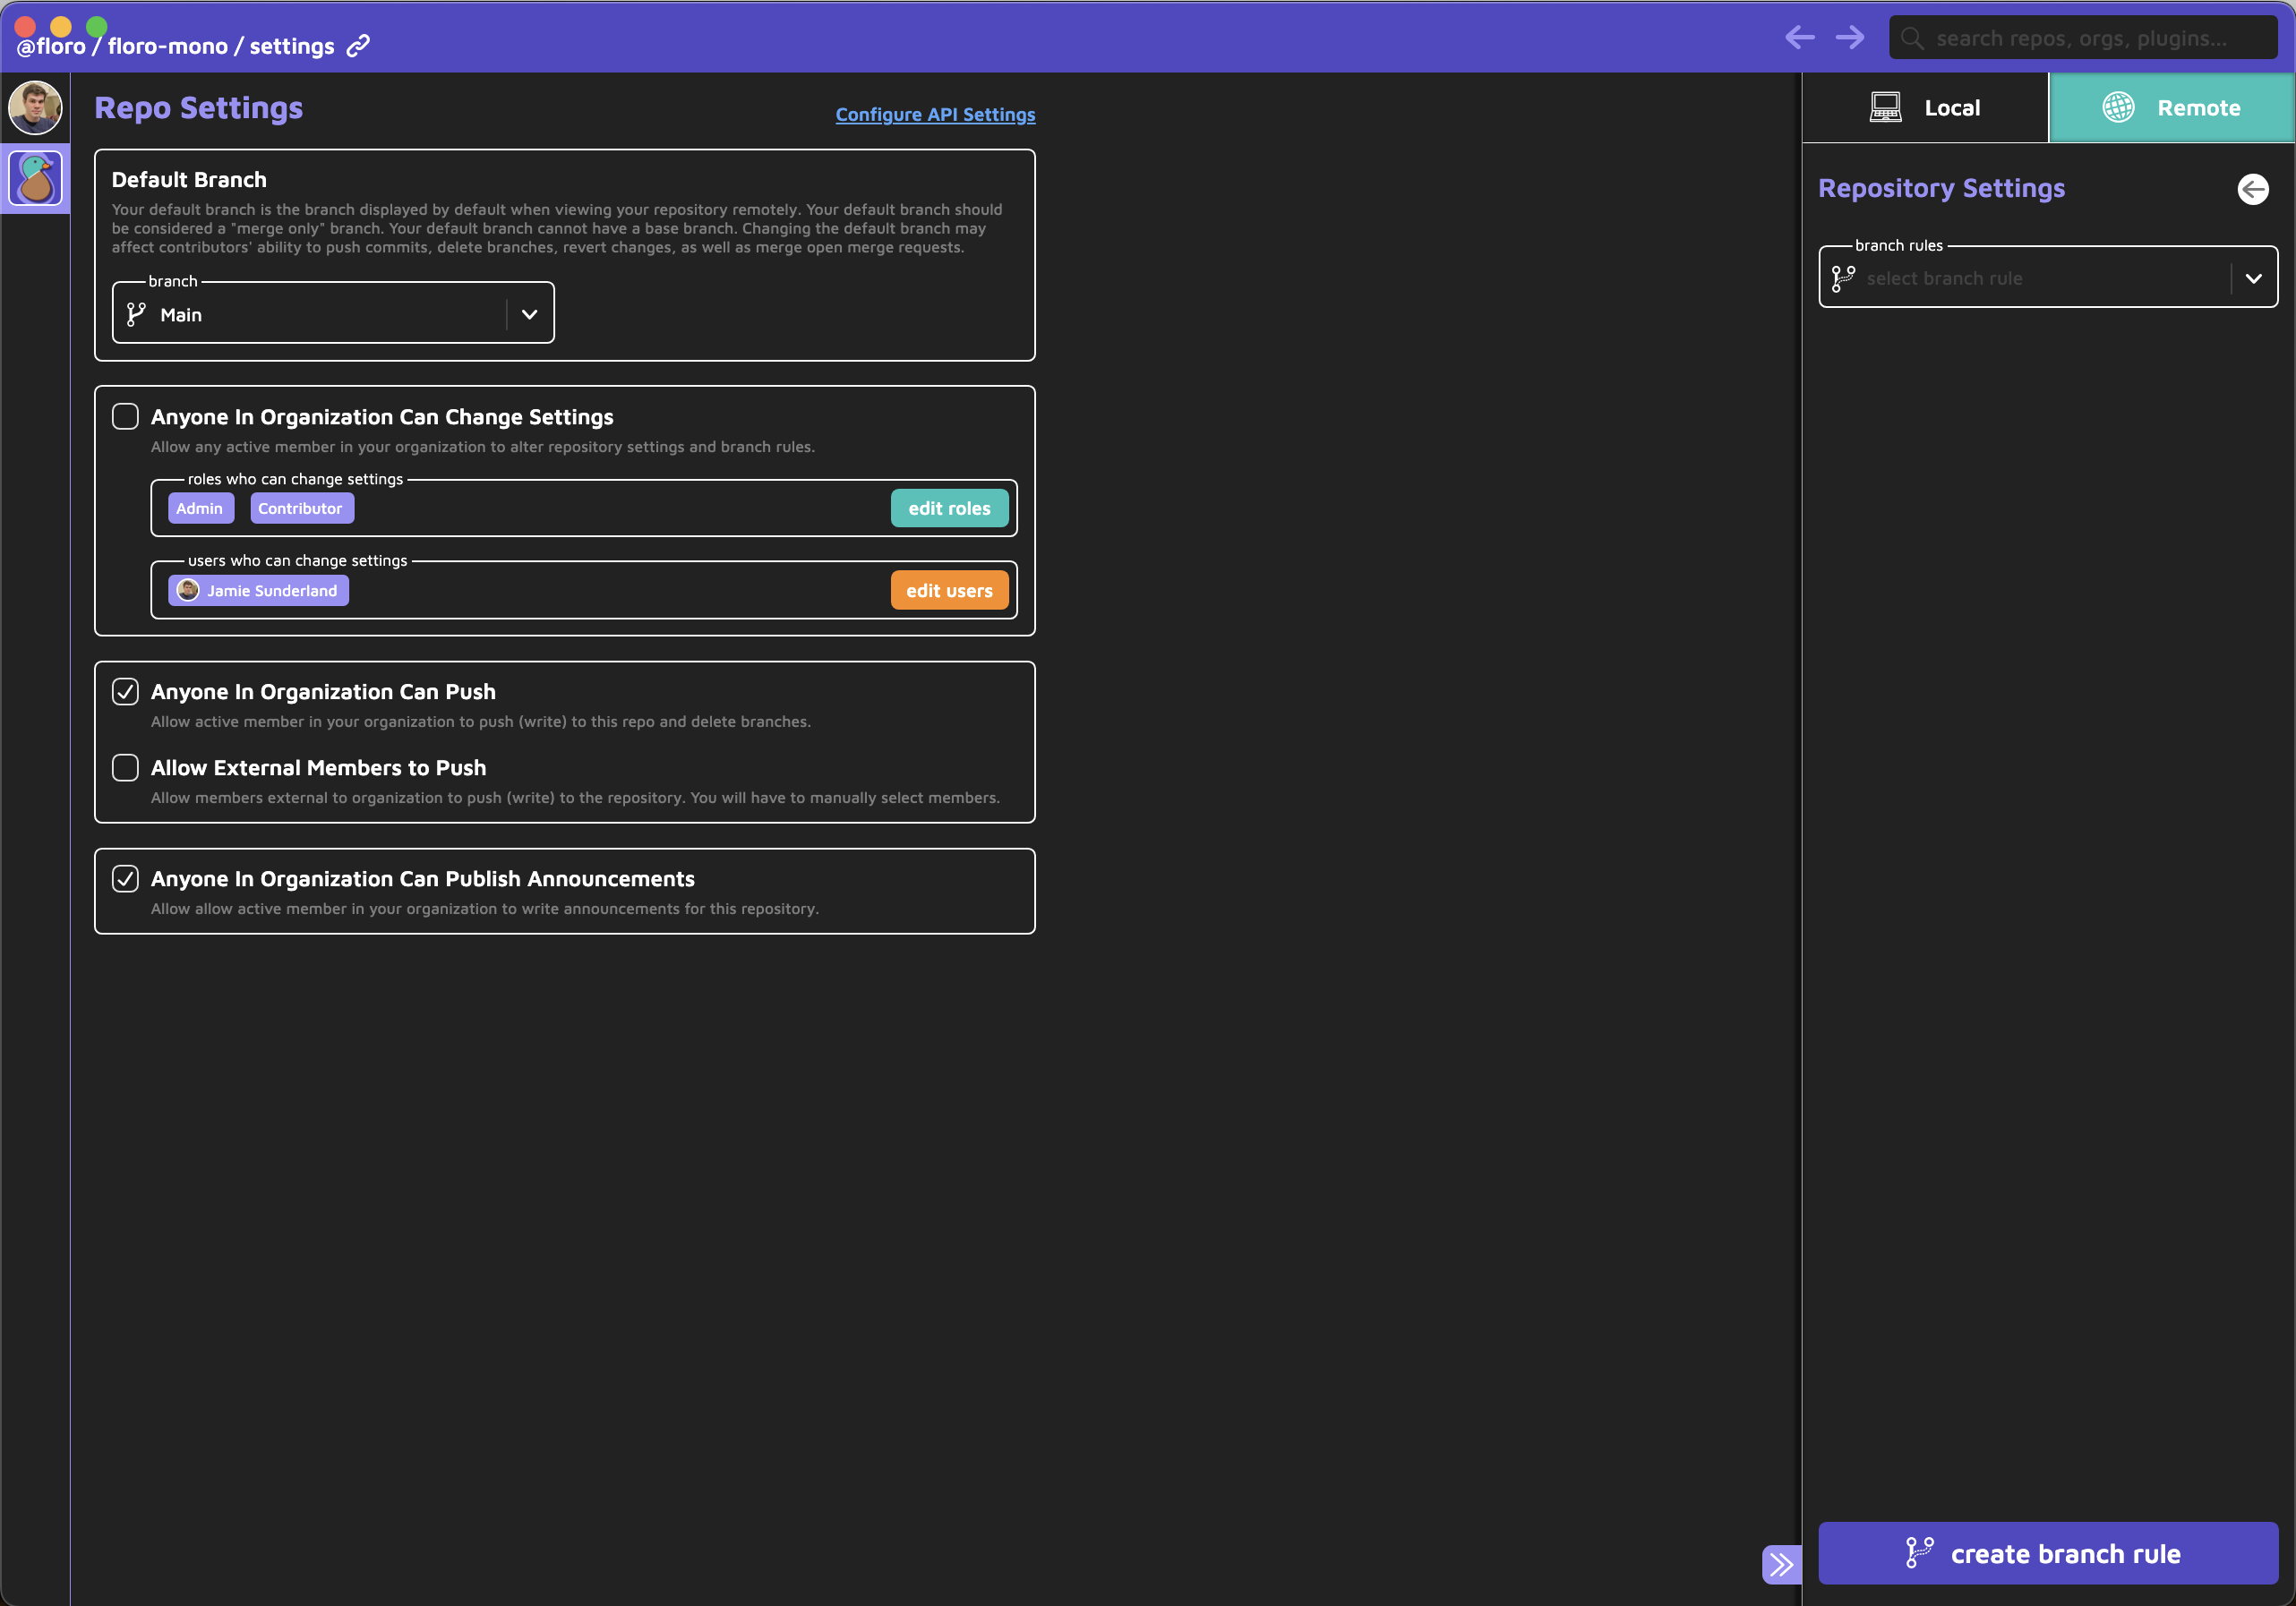 @floro / floro-mono / settings
search repos, orgs, plugins...
Repo Settings
Configure API Settings
Default Branch
Your default branch is the branch displayed by default when viewing your repository remotely. Your default branch should
be considered a "merge only" branch. Your default branch cannot have a base branch. Changing the default branch may
affect contributors' ability to push commits, delete branches, revert changes, as well as merge open merge requests.
branch
Main
Anyone In Organization Can Change Settings
Allow any active member in your organization to alter repository settings and branch rules.
roles who can change settings
Admin
Contributor
edit roles
users who can change settings
Jamie Sunderland
edit users
Anyone In Organization Can Push
Allow active member in your organization to push (write) to this repo and delete branches.
Allow External Members to Push
Allow members external to organization to push (write) to the repository. You will have to manually select members.
Anyone In Organization Can Publish Announcements
Allow allow active member in your organization to write announcements for this repository.
Local
Remote
Repository Settings
branch rules
select branch rule
create branch rule